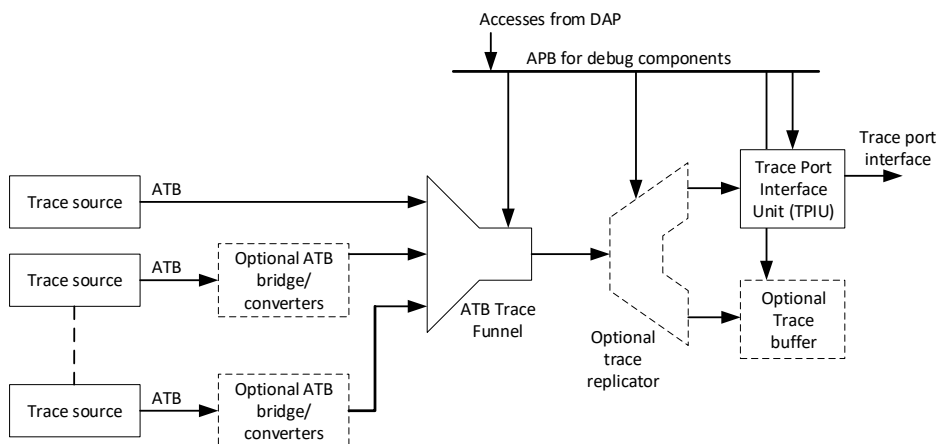 Accesses from DAP
APB for debug components
Trace port
interface
Trace Port
Interface
Unit (TPIU)
Trace source
ATB
Trace source
ATB
Optional ATB
bridge/
converters
ATB Trace
Funnel
Optional
trace
replicator
Optional
Trace
buffer
Trace source
ATB
Optional ATB
bridge/
converters